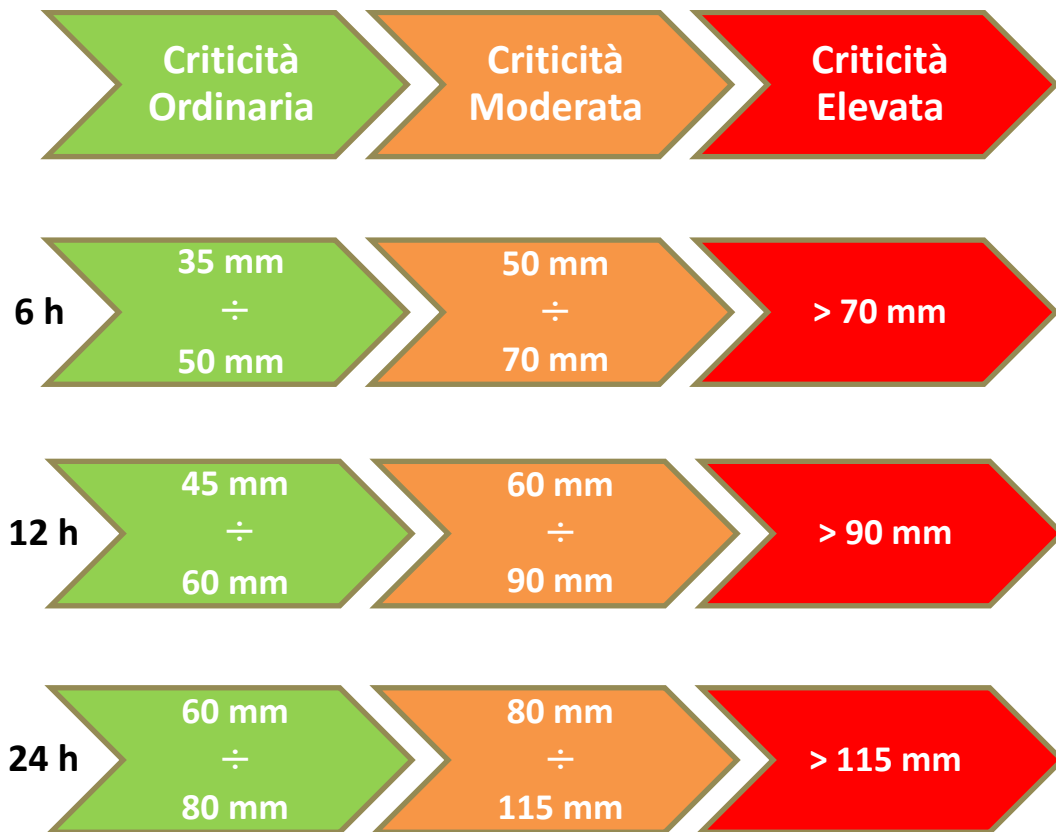 Criticità
Ordinaria
Criticità
Moderata
Criticità
Elevata
6 h
35 mm
÷
50 mm
50 mm
÷
70 mm
> 70 mm
12 h
45 mm
÷
60 mm
60 mm
÷
90 mm
> 90 mm
24 h
60 mm
÷
80 mm
80 mm
÷
115 mm
> 115 mm